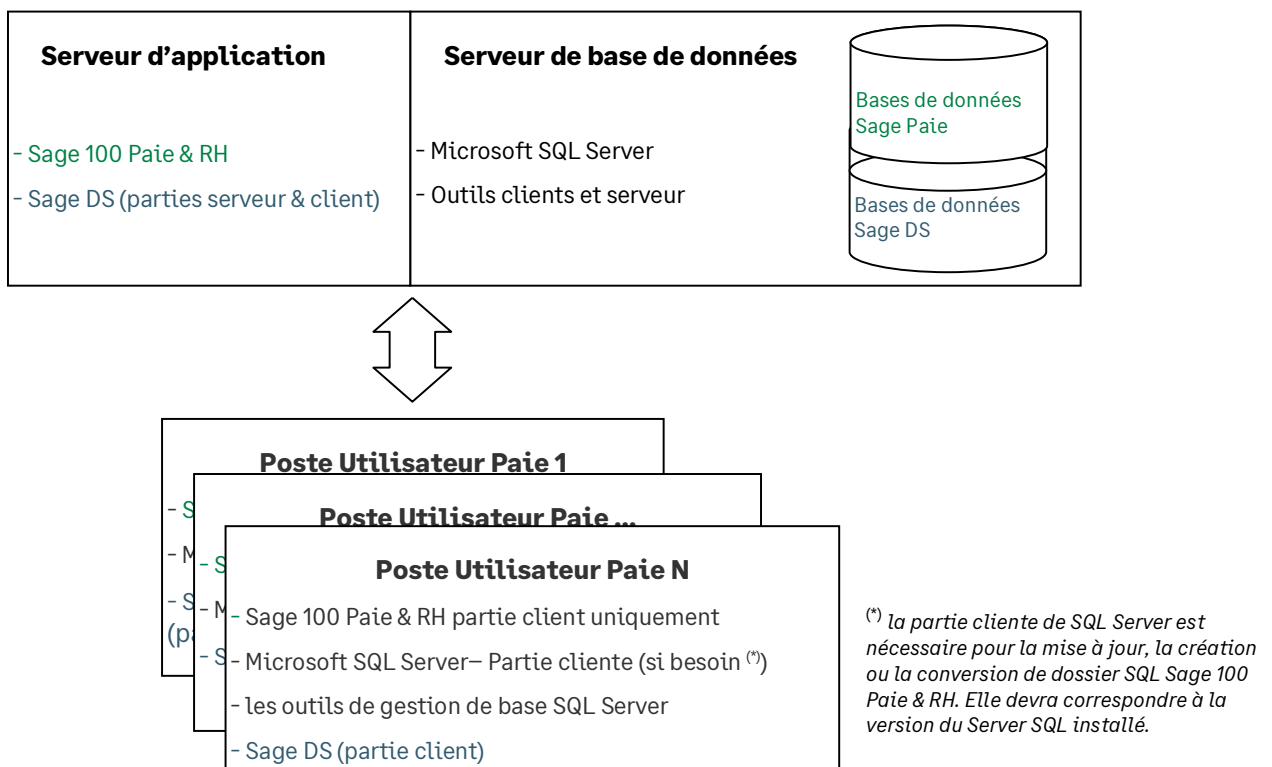 Serveur d’application
- Sage 100 Paie & RH
- Sage DS (parties serveur & client)
Serveur de base de données
- Microsoft SQL Server
- Outils clients et serveur
Bases de données
Sage Paie
Bases de données
Sage DS
Poste Utilisateur Paie 1
Poste Utilisateur Paie ...
Poste Utilisateur Paie N
- Sage 100 Paie & RH partie client uniquement
- Microsoft SQL Server– Partie cliente (si besoin (*))
- les outils de gestion de base SQL Server
- Sage DS (partie client)
(*) la partie cliente de SQL Server est
nécessaire pour la mise à jour, la création
ou la conversion de dossier SQL Sage 100
Paie & RH. Elle devra correspondre à la
version du Server SQL installé.